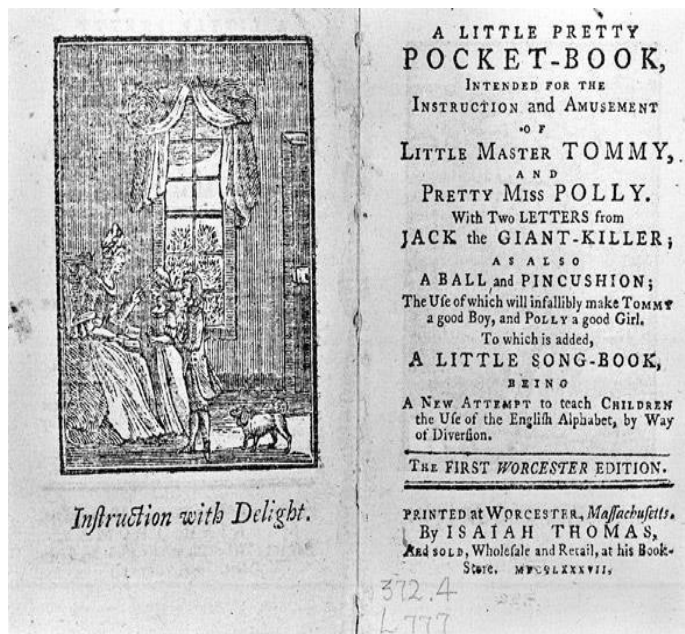 Inſtruction with Delight.
A LITTLE PRETTY
POCKET-BOOK,
INTENDED FOR THE
INSTRUCTION and AMUSEMENT
OF
LITTLE MASTER TOMMY,
AND
PRETTY MISS POLLY.
With Two LETTERS from
JACK the GIANT-KILLER;
AS ALSO
A BALL and PINCUSHION;
The Uſe of which will infallibly make TOMMY
a good Boy, and POLLY a good Girl.
To which is added,
A LITTLE SONG-BOOK,
BEING
A NEW ATTEMPT to teach CHILDREN
the Uſe of the Engliſh Alphabet, by Way
of Diverſion.
THE FIRST WORCESTER EDITION.
PRINTED at WORCESTER, Maſſachuſetts.
By ISAIAH THOMAS,
AND SOLD, Wholeſale and Retail, at his Book-
Store. MDCCLXXXVII.
372.4
L777